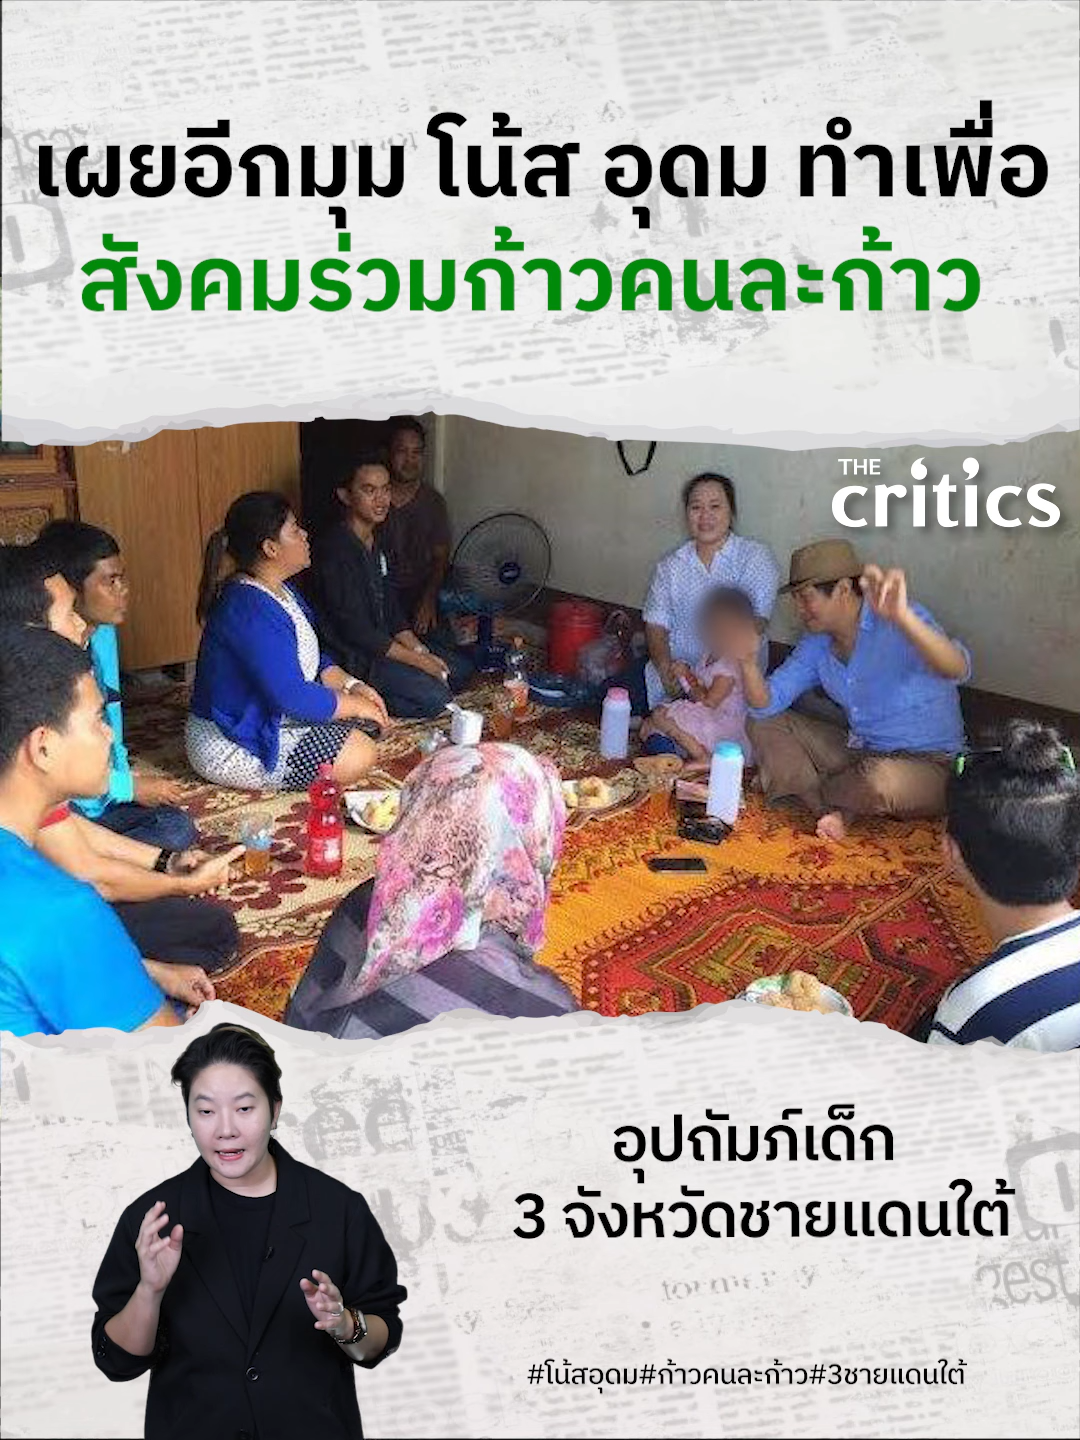 เผยอีกมุม โน้ส อุดม ทำเพื่อ
สังคมร่วมก้าวคนละก้าว
THE
critics
อุปถัมภ์เด็ก
3 จังหวัดชายแดนใต้
#โน้สอุดม#ก้าวคนละก้าว#3ชายแดนใต้